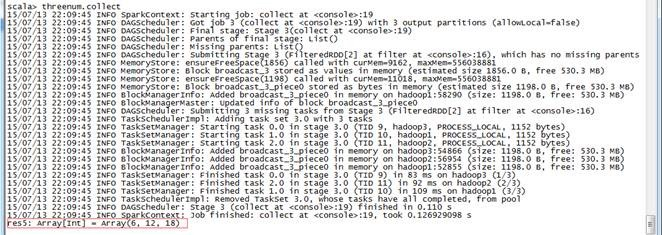 scala> threenum.collect
15/07/13 22:09:45 INFO SparkContext: Starting job: collect at <console>:19
15/07/13 22:09:45 INFO DAGScheduler: Got job 3 (collect at <console>:19) with 3 output partitions (allowLocal=false)
15/07/13 22:09:45 INFO DAGScheduler: Final stage: Stage 3(collect at <console>:19)
15/07/13 22:09:45 INFO DAGScheduler: Parents of final stage: List()
15/07/13 22:09:45 INFO DAGScheduler: Missing parents: List()
15/07/13 22:09:45 INFO DAGScheduler: Submitting Stage 3 (FilteredRDD[2] at filter at <console>:16), which has no missing parents
15/07/13 22:09:45 INFO MemoryStore: ensureFreeSpace(1856) called with curMem=9162, maxMem=556038881
15/07/13 22:09:45 INFO MemoryStore: Block broadcast_3 stored as values in memory (estimated size 1856.0 B, free 530.3 MB)
15/07/13 22:09:45 INFO MemoryStore: ensureFreeSpace(1198) called with curMem=11018, maxMem=556038881
15/07/13 22:09:45 INFO MemoryStore: Block broadcast_3_piece0 stored as bytes in memory (estimated size 1198.0 B, free 530.3 MB)
15/07/13 22:09:45 INFO BlockManagerInfo: Added broadcast_3_piece0 in memory on hadoop1:58290 (size: 1198.0 B, free: 530.3 MB)
15/07/13 22:09:45 INFO BlockManagerMaster: Updated info of block broadcast_3_piece0
15/07/13 22:09:45 INFO DAGScheduler: Submitting 3 missing tasks from Stage 3 (FilteredRDD[2] at filter at <console>:16)
15/07/13 22:09:45 INFO TaskSchedulerImpl: Adding task set 3.0 with 3 tasks
15/07/13 22:09:45 INFO TaskSetManager: Starting task 0.0 in stage 3.0 (TID 9, hadoop3, PROCESS_LOCAL, 1152 bytes)
15/07/13 22:09:45 INFO TaskSetManager: Starting task 1.0 in stage 3.0 (TID 10, hadoop1, PROCESS_LOCAL, 1152 bytes)
15/07/13 22:09:45 INFO TaskSetManager: Starting task 2.0 in stage 3.0 (TID 11, hadoop2, PROCESS_LOCAL, 1152 bytes)
15/07/13 22:09:45 INFO BlockManagerInfo: Added broadcast_3_piece0 in memory on hadoop3:54866 (size: 1198.0 B, free: 530.3 MB)
15/07/13 22:09:45 INFO BlockManagerInfo: Added broadcast_3_piece0 in memory on hadoop2:56954 (size: 1198.0 B, free: 530.3 MB)
15/07/13 22:09:45 INFO BlockManagerInfo: Added broadcast_3_piece0 in memory on hadoop1:52855 (size: 1198.0 B, free: 530.3 MB)
15/07/13 22:09:45 INFO TaskSetManager: Finished task 0.0 in stage 3.0 (TID 9) in 83 ms on hadoop3 (1/3)
15/07/13 22:09:45 INFO TaskSetManager: Finished task 2.0 in stage 3.0 (TID 11) in 92 ms on hadoop2 (2/3)
15/07/13 22:09:45 INFO TaskSetManager: Finished task 1.0 in stage 3.0 (TID 10) in 109 ms on hadoop1 (3/3)
15/07/13 22:09:45 INFO TaskSchedulerImpl: Removed TaskSet 3.0, whose tasks have all completed, from pool
15/07/13 22:09:45 INFO DAGScheduler: Stage 3 (collect at <console>:19) finished in 0.110 s
15/07/13 22:09:45 INFO SparkContext: Job finished: collect at <console>:19, took 0.126929098 s
res5: Array[Int] = Array(6, 12, 18)